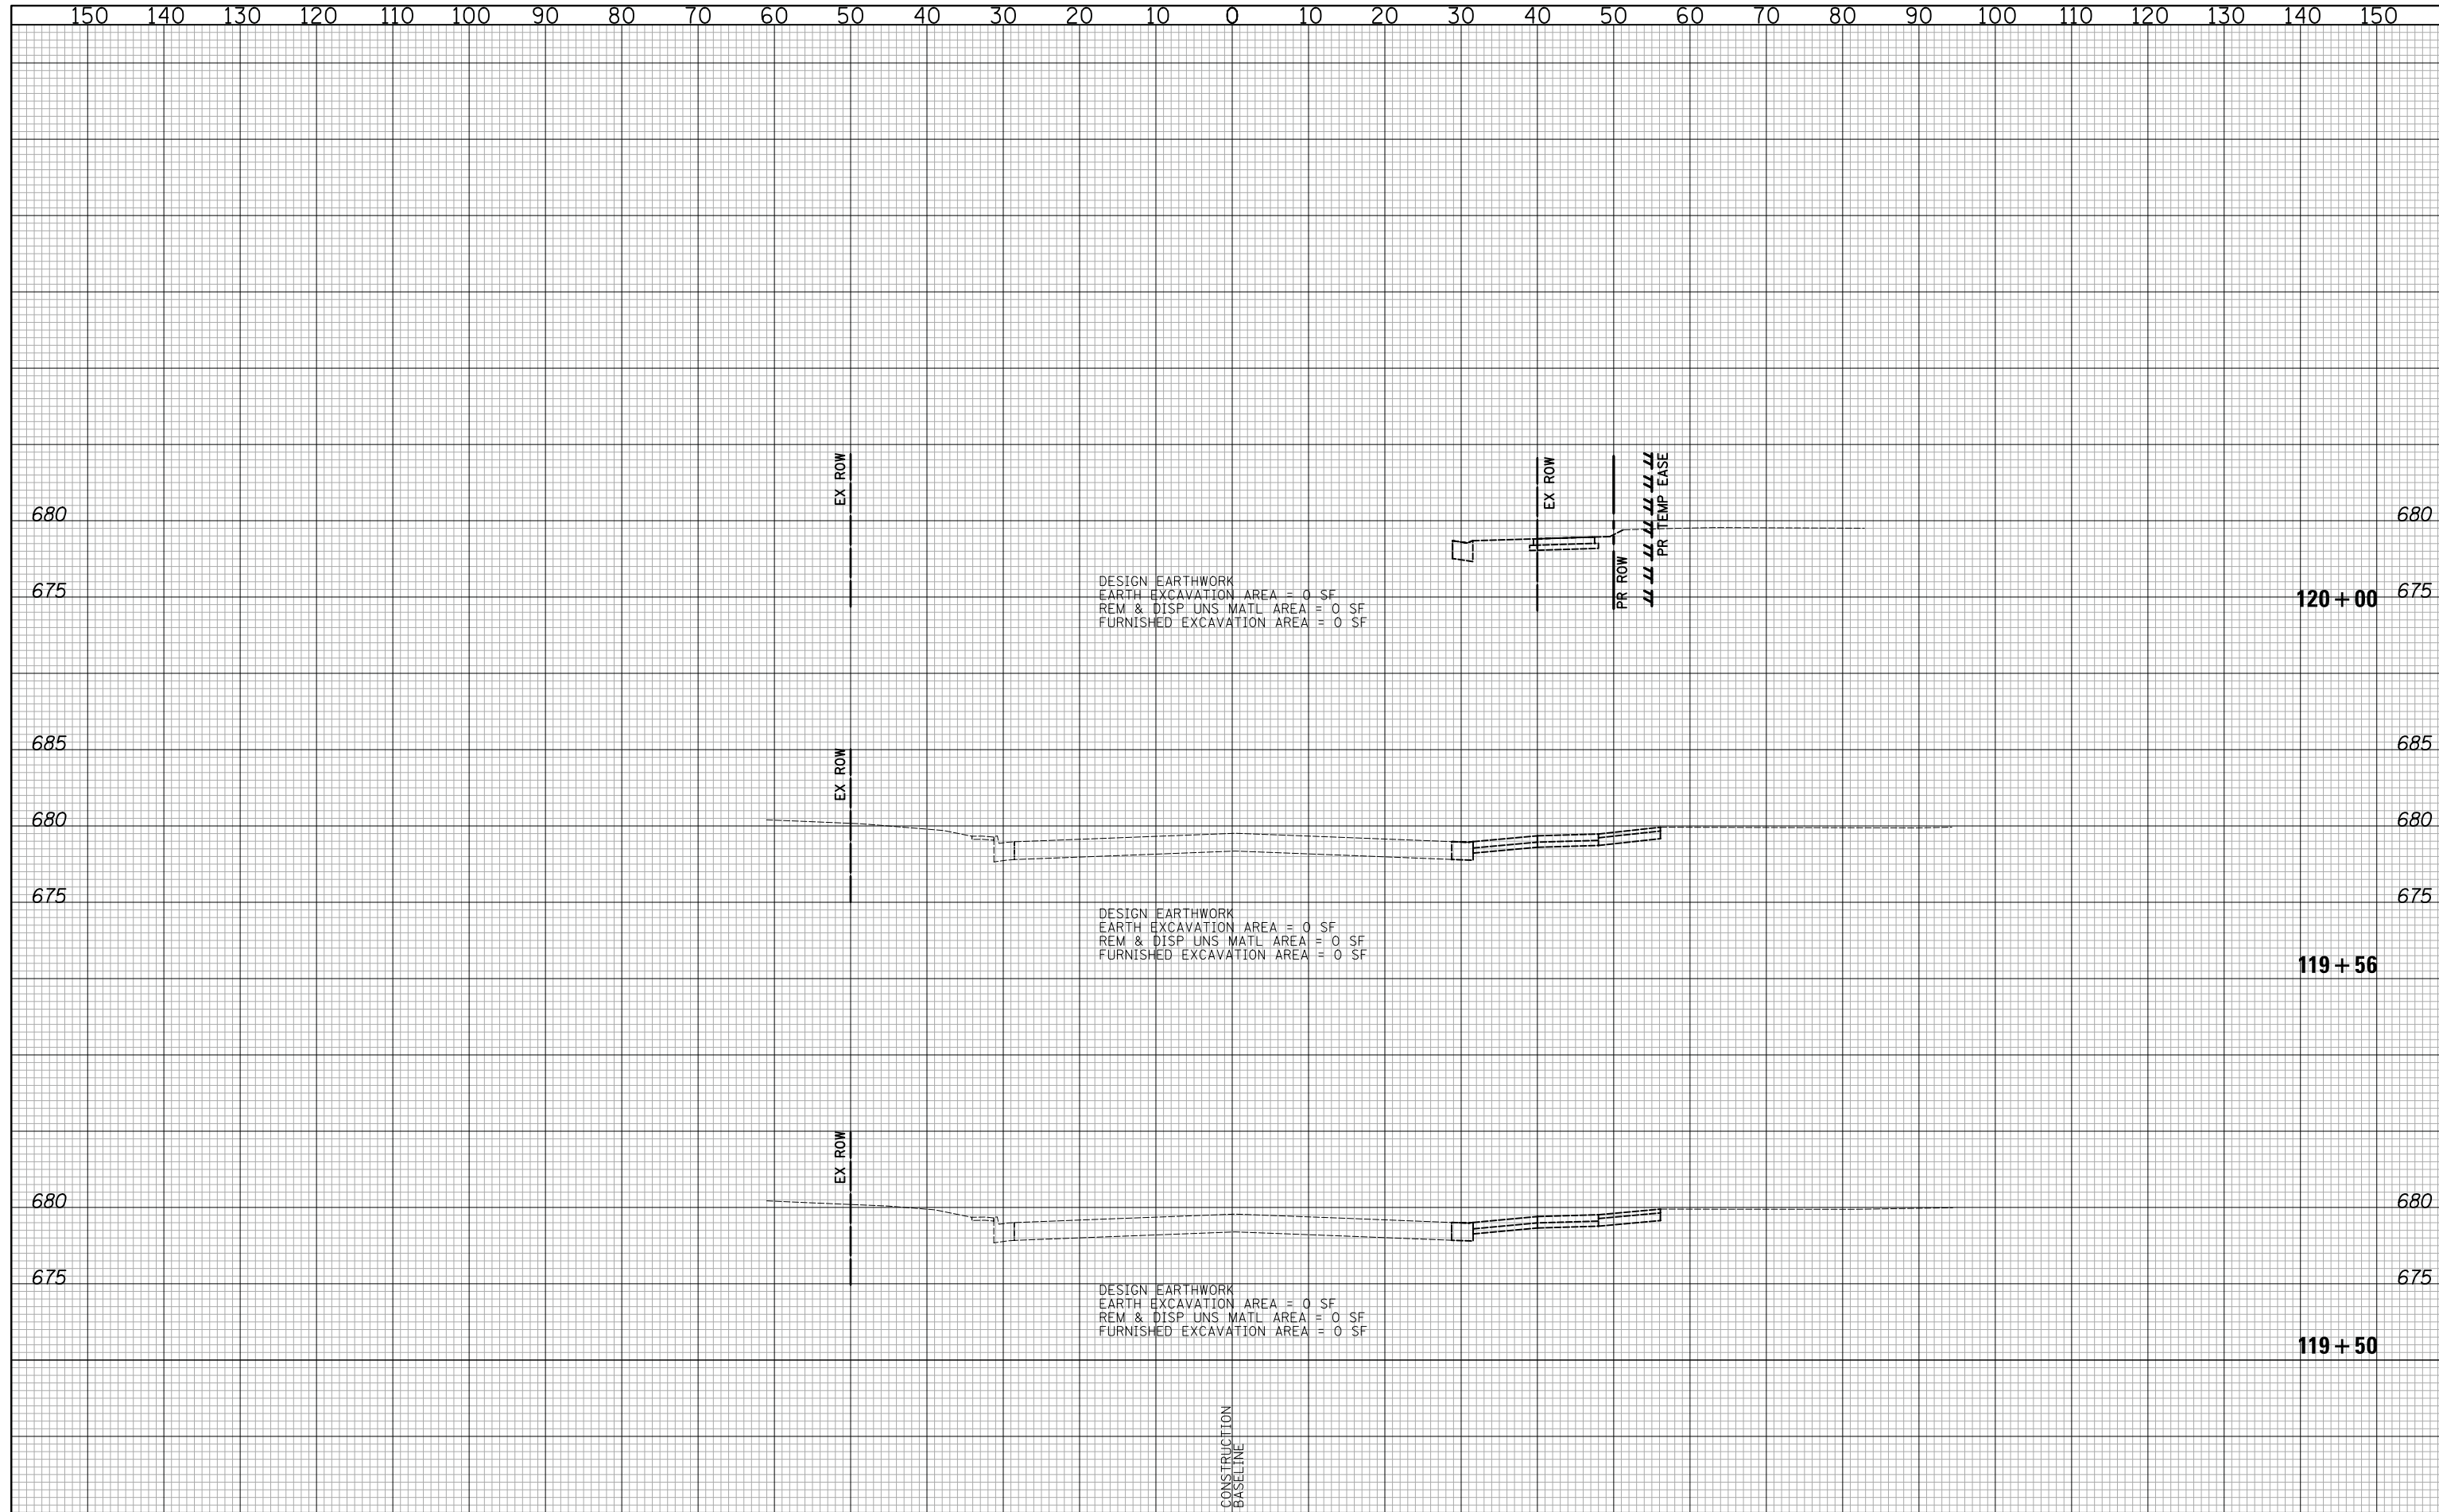 150 140 130 120 110 100 90 80 70 60 50 40 30 20 10 0 10 20 30 40 50 60 70 80 90 100 110 120 130 140 150
EX ROW
EX ROW
PR TEMP EASE
680 680
PR ROW
DESIGN EARTHWORK
EARTH EXCAVATION AREA = 0 SF
REM & DISP UNS MATL AREA = 0 SF
FURNISHED EXCAVATION AREA = 0 SF
675 675
120+00
685 685
EX ROW
680 680
675 675
DESIGN EARTHWORK
EARTH EXCAVATION AREA = 0 SF
REM & DISP UNS MATL AREA = 0 SF
FURNISHED EXCAVATION AREA = 0 SF
119+56
EX ROW
680 680
675 675
DESIGN EARTHWORK
EARTH EXCAVATION AREA = 0 SF
REM & DISP UNS MATL AREA = 0 SF
FURNISHED EXCAVATION AREA = 0 SF
119+50
CONSTRUCTION
BASELINE